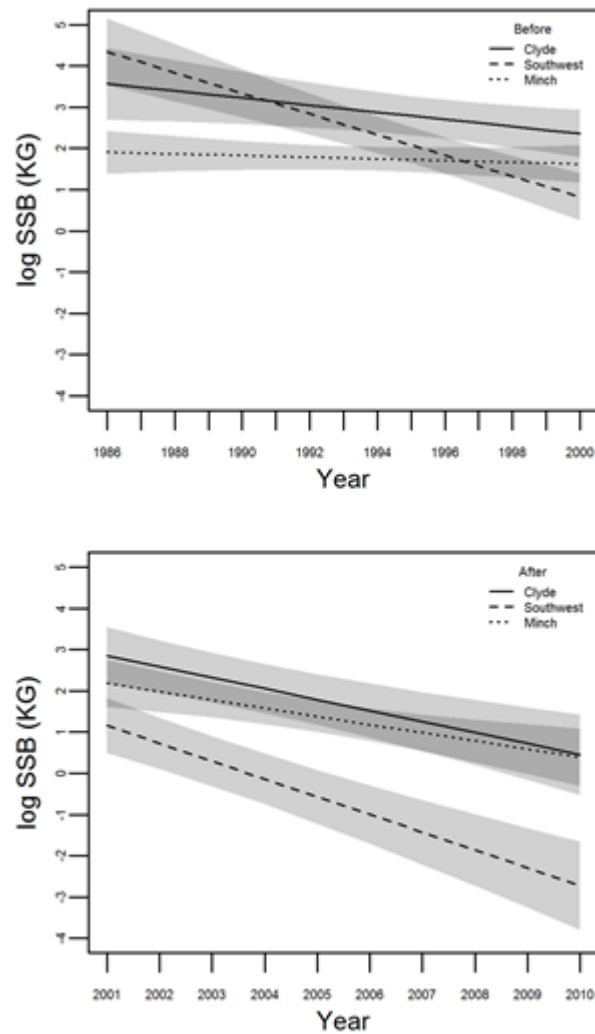 Before
Clyde
Southwest
Minch
log SSB (KG)
5
4
3
2
1
0
-1
-2
-3
-4
1986 1988 1990 1992 1994 1996 1998 2000
Year
After
Clyde
Southwest
Minch
log SSB (KG)
5
4
3
2
1
0
-1
-2
-3
-4
2001 2002 2003 2004 2005 2006 2007 2008 2009 2010
Year